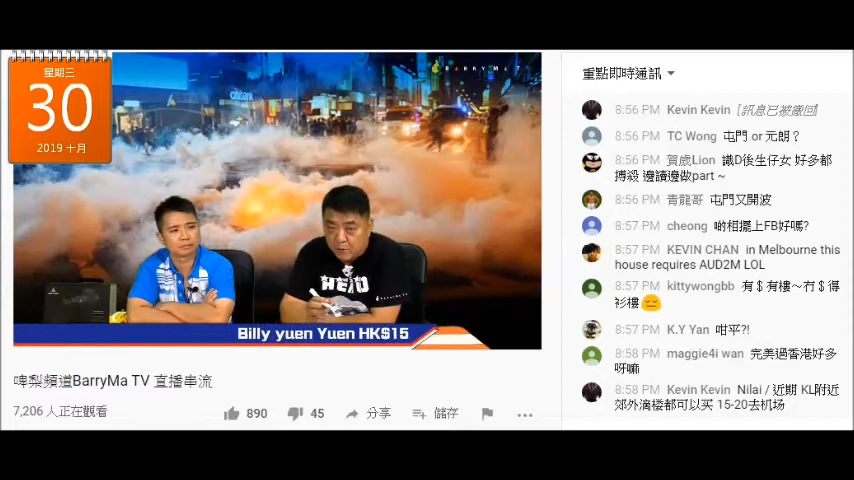 星期三
30
2019 十月
BARRYMA T
citibank
HERO
Billy yuen Yuen HK$15
啤梨頻道BarryMa TV 直播串流
7,206 人正在觀看
890
45
分享
儲存
重點即時通訊
8:56 PM Kevin Kevin [訊息已被撤回]
8:56 PM TC Wong 屯門 or 元朗？
8:56 PM 賀歲Lion 識D後生仔女 好多都
搏殺 邊讀邊做part ~
8:56 PM 青龍哥 屯門又開波
8:57 PM cheong 啲相擺上FB好嗎?
8:57 PM KEVIN CHAN in Melbourne this
house requires AUD2M LOL
8:57 PM kittywongbb 有＄有樓～冇＄得
衫樓😔
8:57 PM K.Y Yan 咁平?!
8:58 PM maggie4i wan 完美過香港好多
呀嘛
8:58 PM Kevin Kevin Nilai / 近期 KL附近
郊外滴楼都可以买 15-20去机场